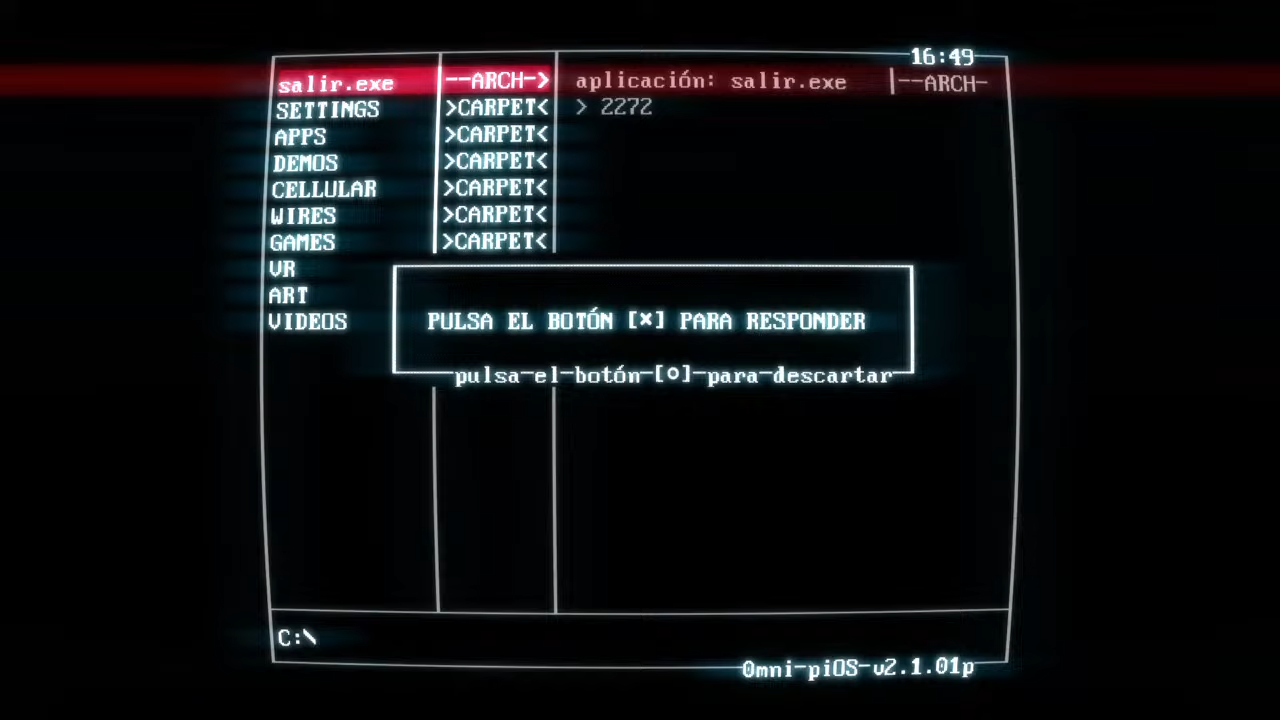 16:49
salir.exe --ARCH-> aplicación: salir.exe |--ARCH-
SETTINGS >CARPET< > 2272
APPS >CARPET<
DEMOS >CARPET<
CELLULAR >CARPET<
WIRES >CARPET<
GAMES >CARPET<
VR
ART
VIDEOS
PULSA EL BOTÓN [×] PARA RESPONDER
pulsa-el-botón-[O]-para-descartar
C:\
0mni-piOS-v2.1.01p